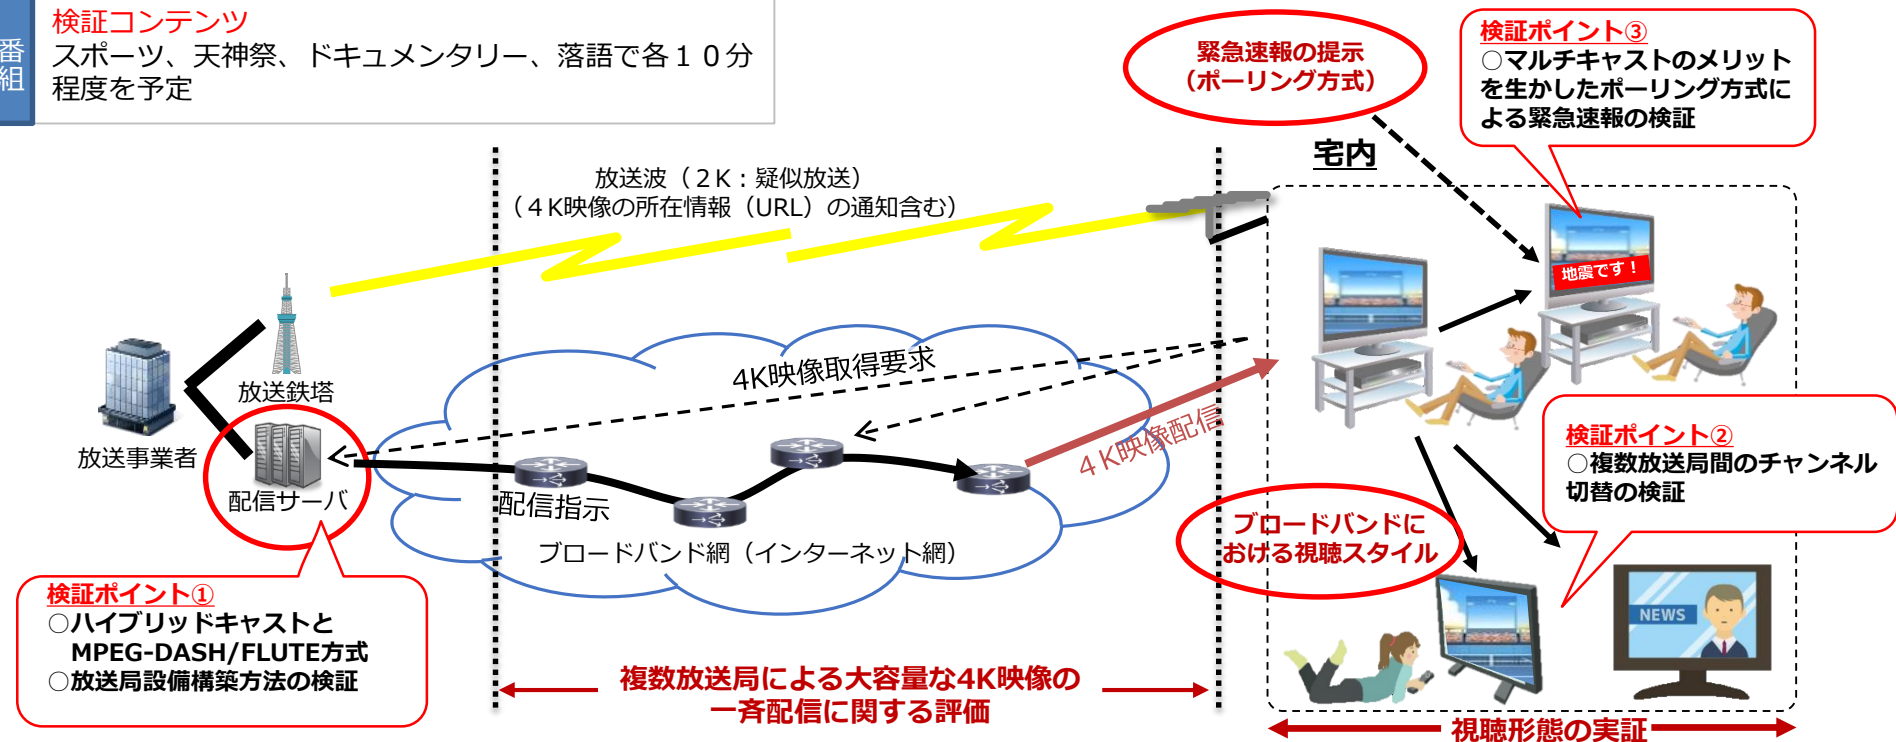 番組
検証コンテンツ
スポーツ、天神祭、ドキュメンタリー、落語で各１０分
程度を予定
緊急速報の提示
（ポーリング方式）
検証ポイント③
○マルチキャストのメリット
を生かしたポーリング方式に
よる緊急速報の検証
宅内
放送波（２Ｋ：疑似放送）
（４Ｋ映像の所在情報（URL）の通知含む）
地震です！
放送鉄塔
放送事業者
配信サーバ
4K映像取得要求
４Ｋ映像配信
配信指示
ブロードバンド網（インターネット網）
ブロードバンドに
おける視聴スタイル
検証ポイント②
○複数放送局間のチャンネル
切替の検証
NEWS
検証ポイント①
○ハイブリッドキャストと
MPEG-DASH/FLUTE方式
○放送局設備構築方法の検証
複数放送局による大容量な4K映像の
一斉配信に関する評価
視聴形態の実証